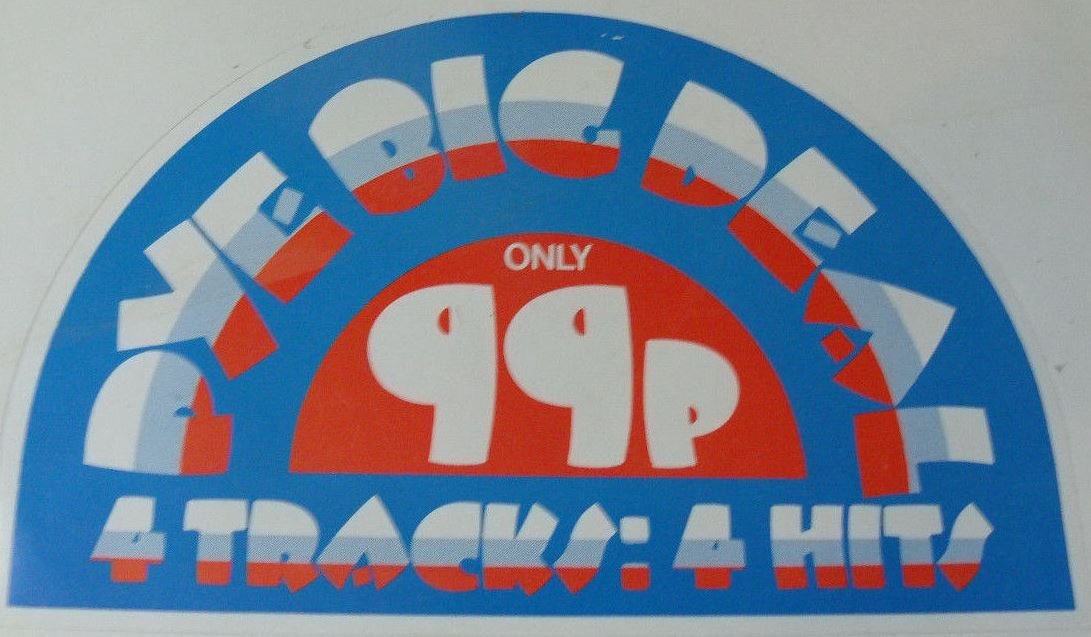 PYE BIG DEAL
ONLY
99p
4 TRACKS: 4 HITS